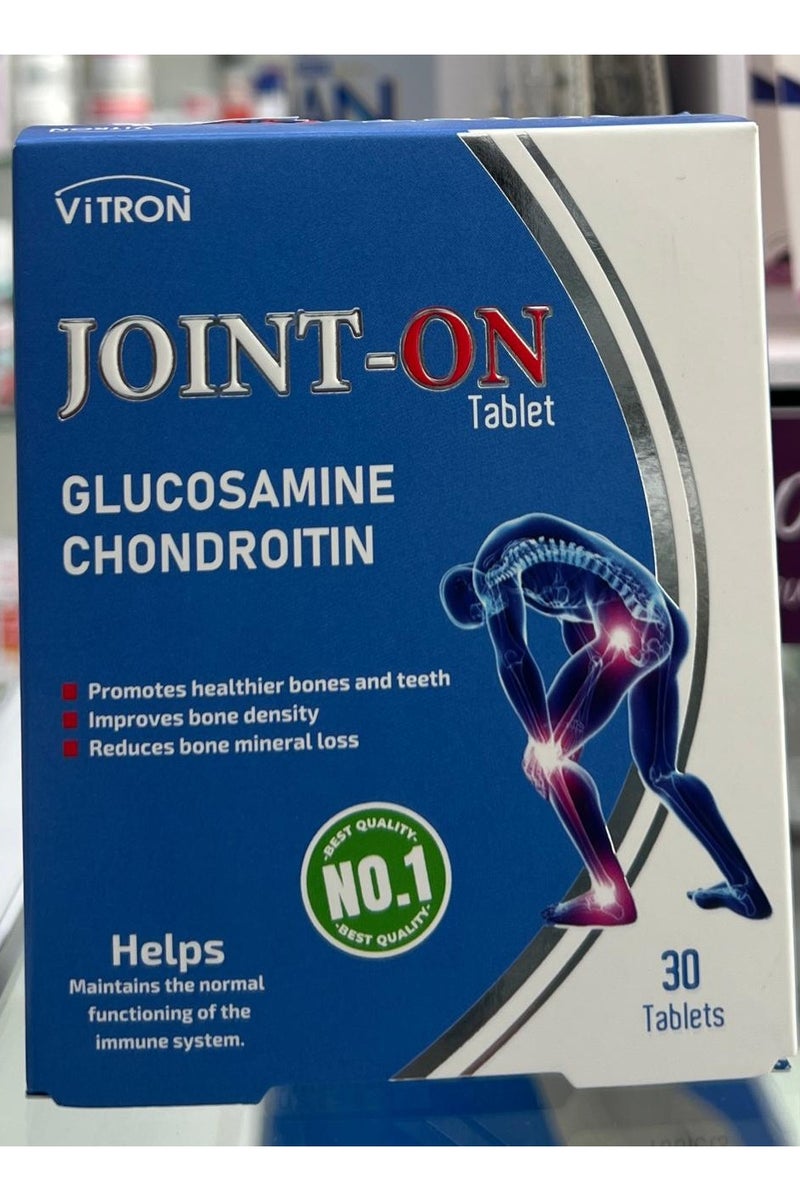 ViTRON
ViTRON
JOINT-ON
Tablet
GLUCOSAMINE
CHONDROITIN
Promotes healthier bones and teeth
Improves bone density
Reduces bone mineral loss
BEST QUALITY
NO.1
BEST QUALITY
Helps
Maintains the normal
functioning of the
immune system.
30
Tablets